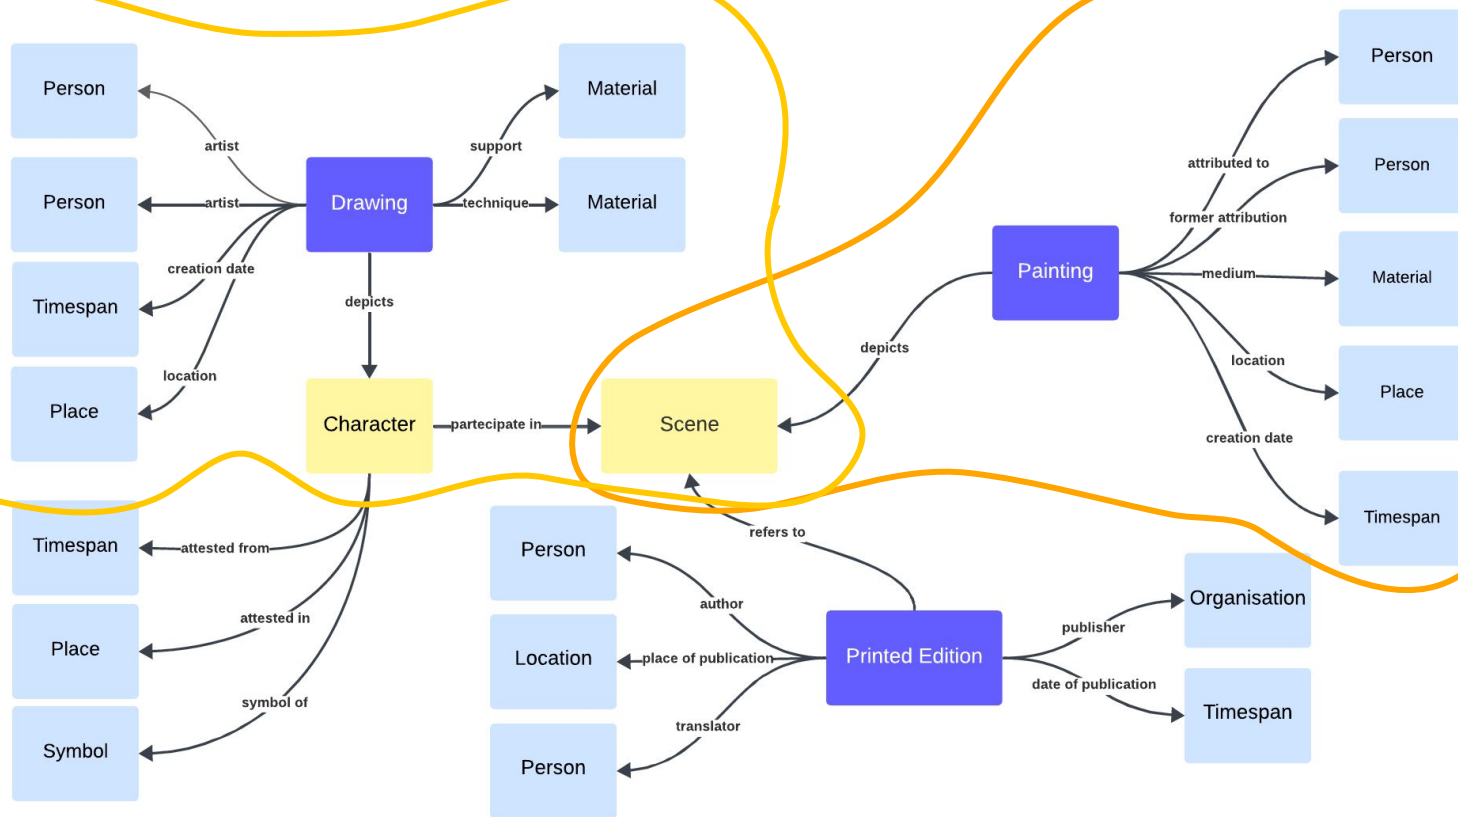 Person
artist
Person
artist
Timespan
creation date
Place
location
Drawing
support
Material
technique
Material
depicts
Character
partecipate in
Scene
depicts
Painting
attributed to
Person
former attribution
Person
medium
Material
location
Place
creation date
Timespan
Timespan
attested from
Place
attested in
Symbol
symbol of
refers to
Person
author
Location
place of publication
Person
translator
Printed Edition
publisher
Organisation
date of publication
Timespan